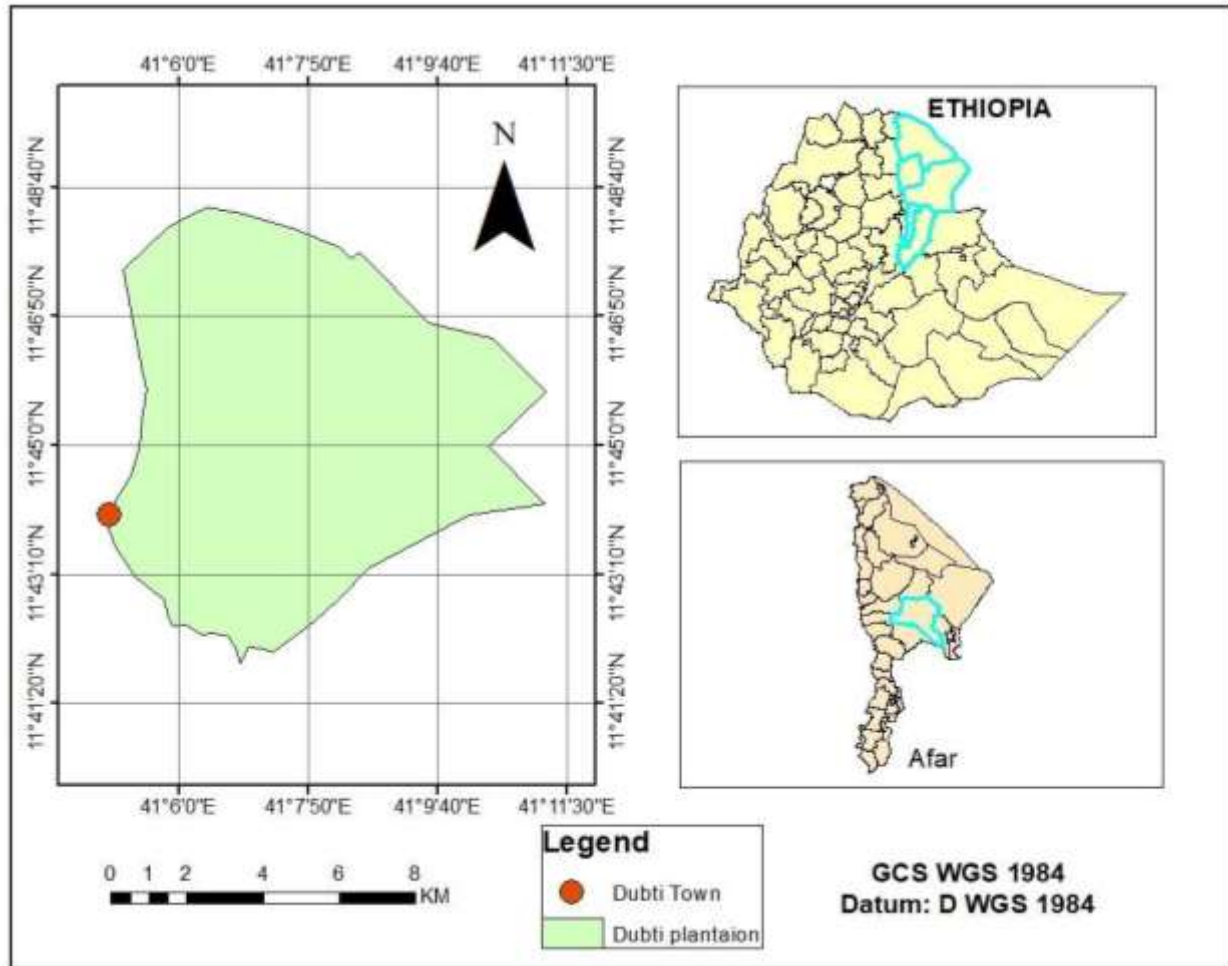 41°6'0"E 41°7'50"E 41°9'40"E 41°11'30"E
N
11°48'40"N 11°48'40"N
11°46'50"N 11°46'50"N
11°45'0"N 11°45'0"N
11°43'10"N 11°43'10"N
11°41'20"N 11°41'20"N
41°6'0"E 41°7'50"E 41°9'40"E 41°11'30"E
0 1 2 4 6 8
KM
Legend
Dubti Town
Dubti plantaion
ETHIOPIA
Afar
GCS WGS 1984
Datum: D WGS 1984